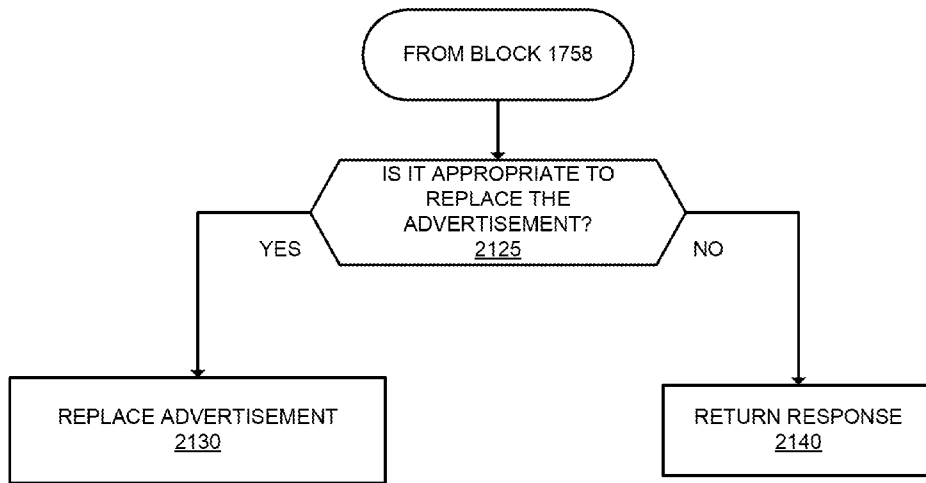 FROM BLOCK 1758
IS IT APPROPRIATE TO
REPLACE THE
ADVERTISEMENT?
2125
YES
NO
REPLACE ADVERTISEMENT
2130
RETURN RESPONSE
2140